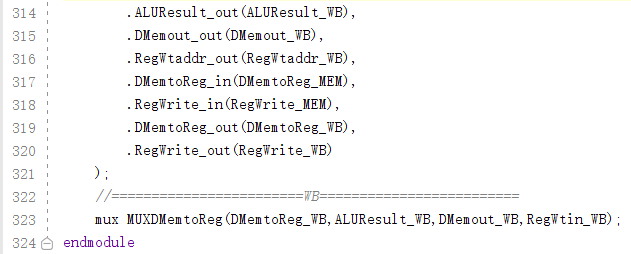 314 .ALUResult_out(ALUResult_WB),
315 .DMemout_out(DMemout_WB),
316 .RegWtaddr_out(RegWtaddr_WB),
317 .DMemtoReg_in(DMemtoReg_MEM),
318 .RegWrite_in(RegWrite_MEM),
319 .DMemtoReg_out(DMemtoReg_WB),
320 .RegWrite_out(RegWrite_WB)
321 );
322 //========================WB=========================
323 mux MUXDMemtoReg(DMemtoReg_WB,ALUResult_WB,DMemout_WB,RegWtin_WB);
324 endmodule